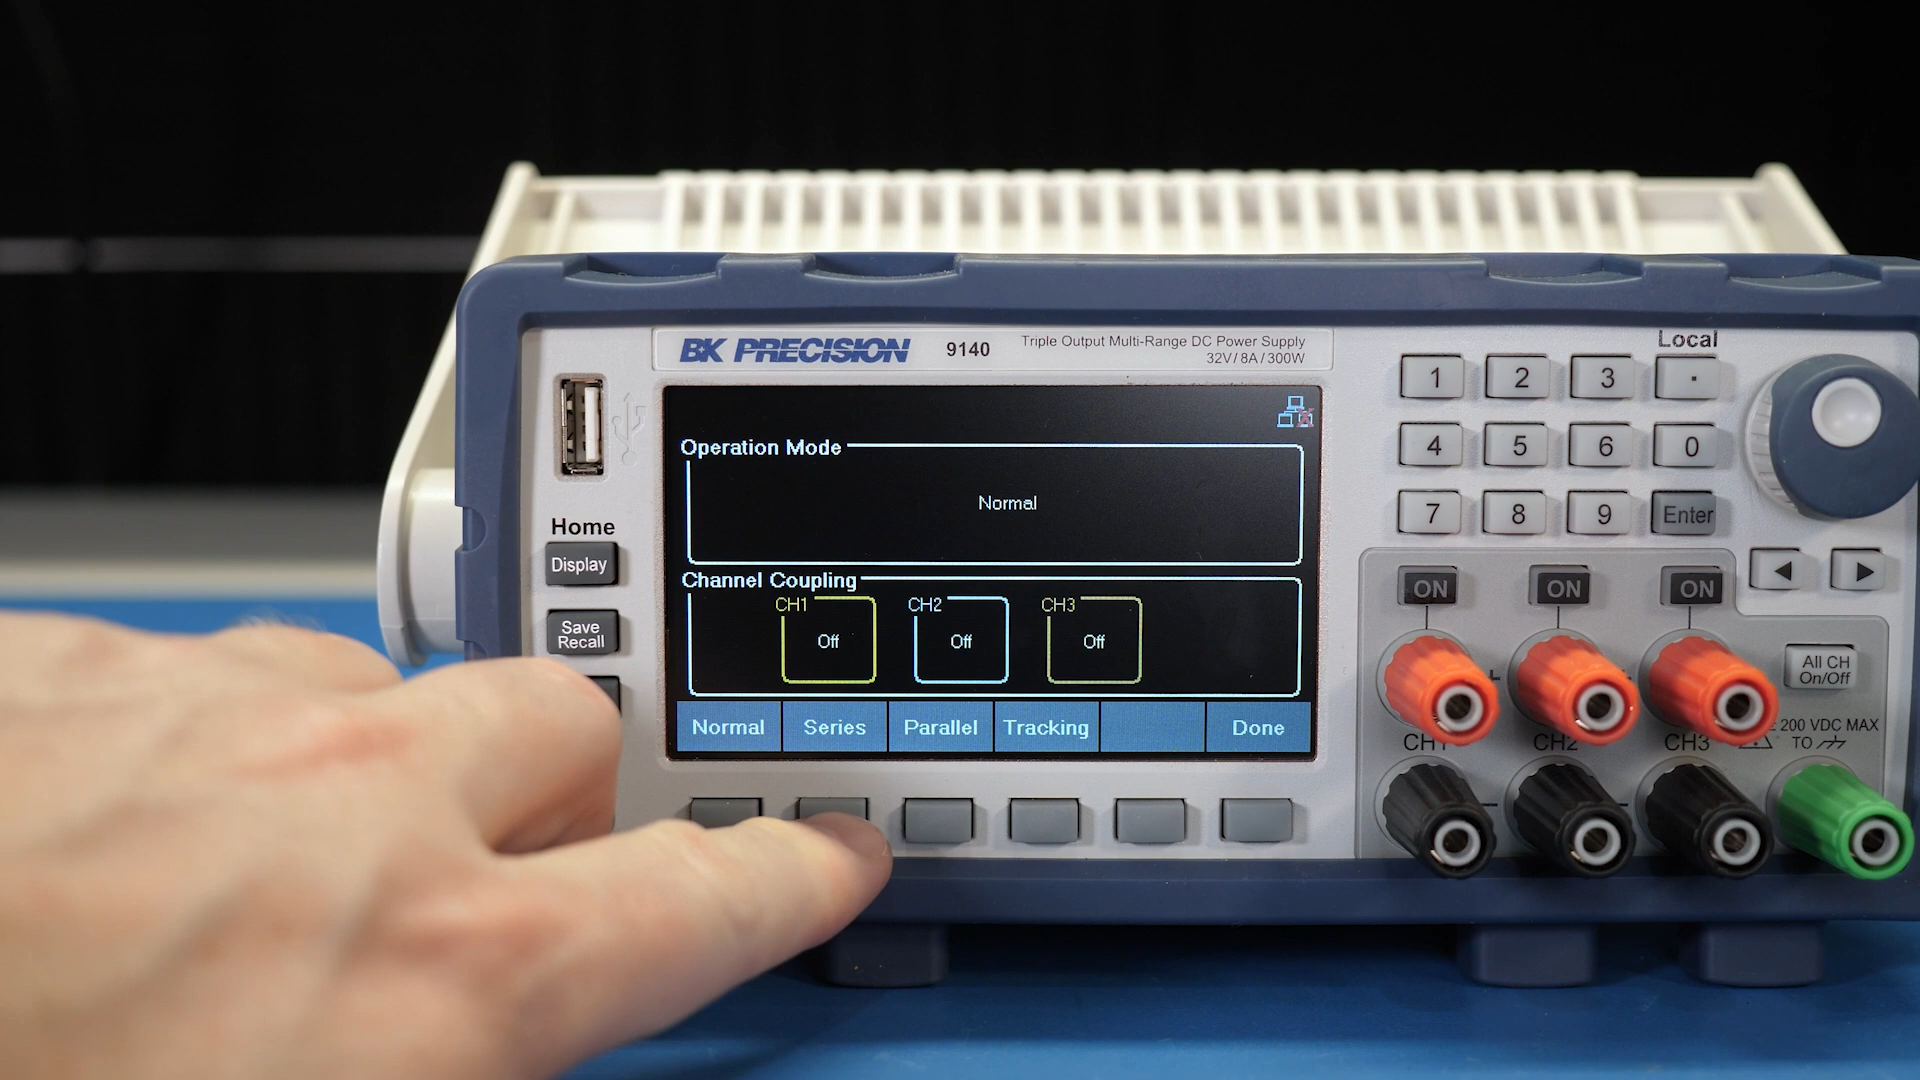 BK PRECISION 9140 Triple Output Multi-Range DC Power Supply
32V / 8A / 300W
Operation Mode
Normal
Channel Coupling
CH1 CH2 CH3
Off Off Off
Normal Series Parallel Tracking Done
Home
Display
Save
Recall
Local
1 2 3 .
4 5 6 0
7 8 9 Enter
ON ON ON
All CH
On/Off
+
200 VDC MAX
TO
CH1 CH2 CH3
- - -